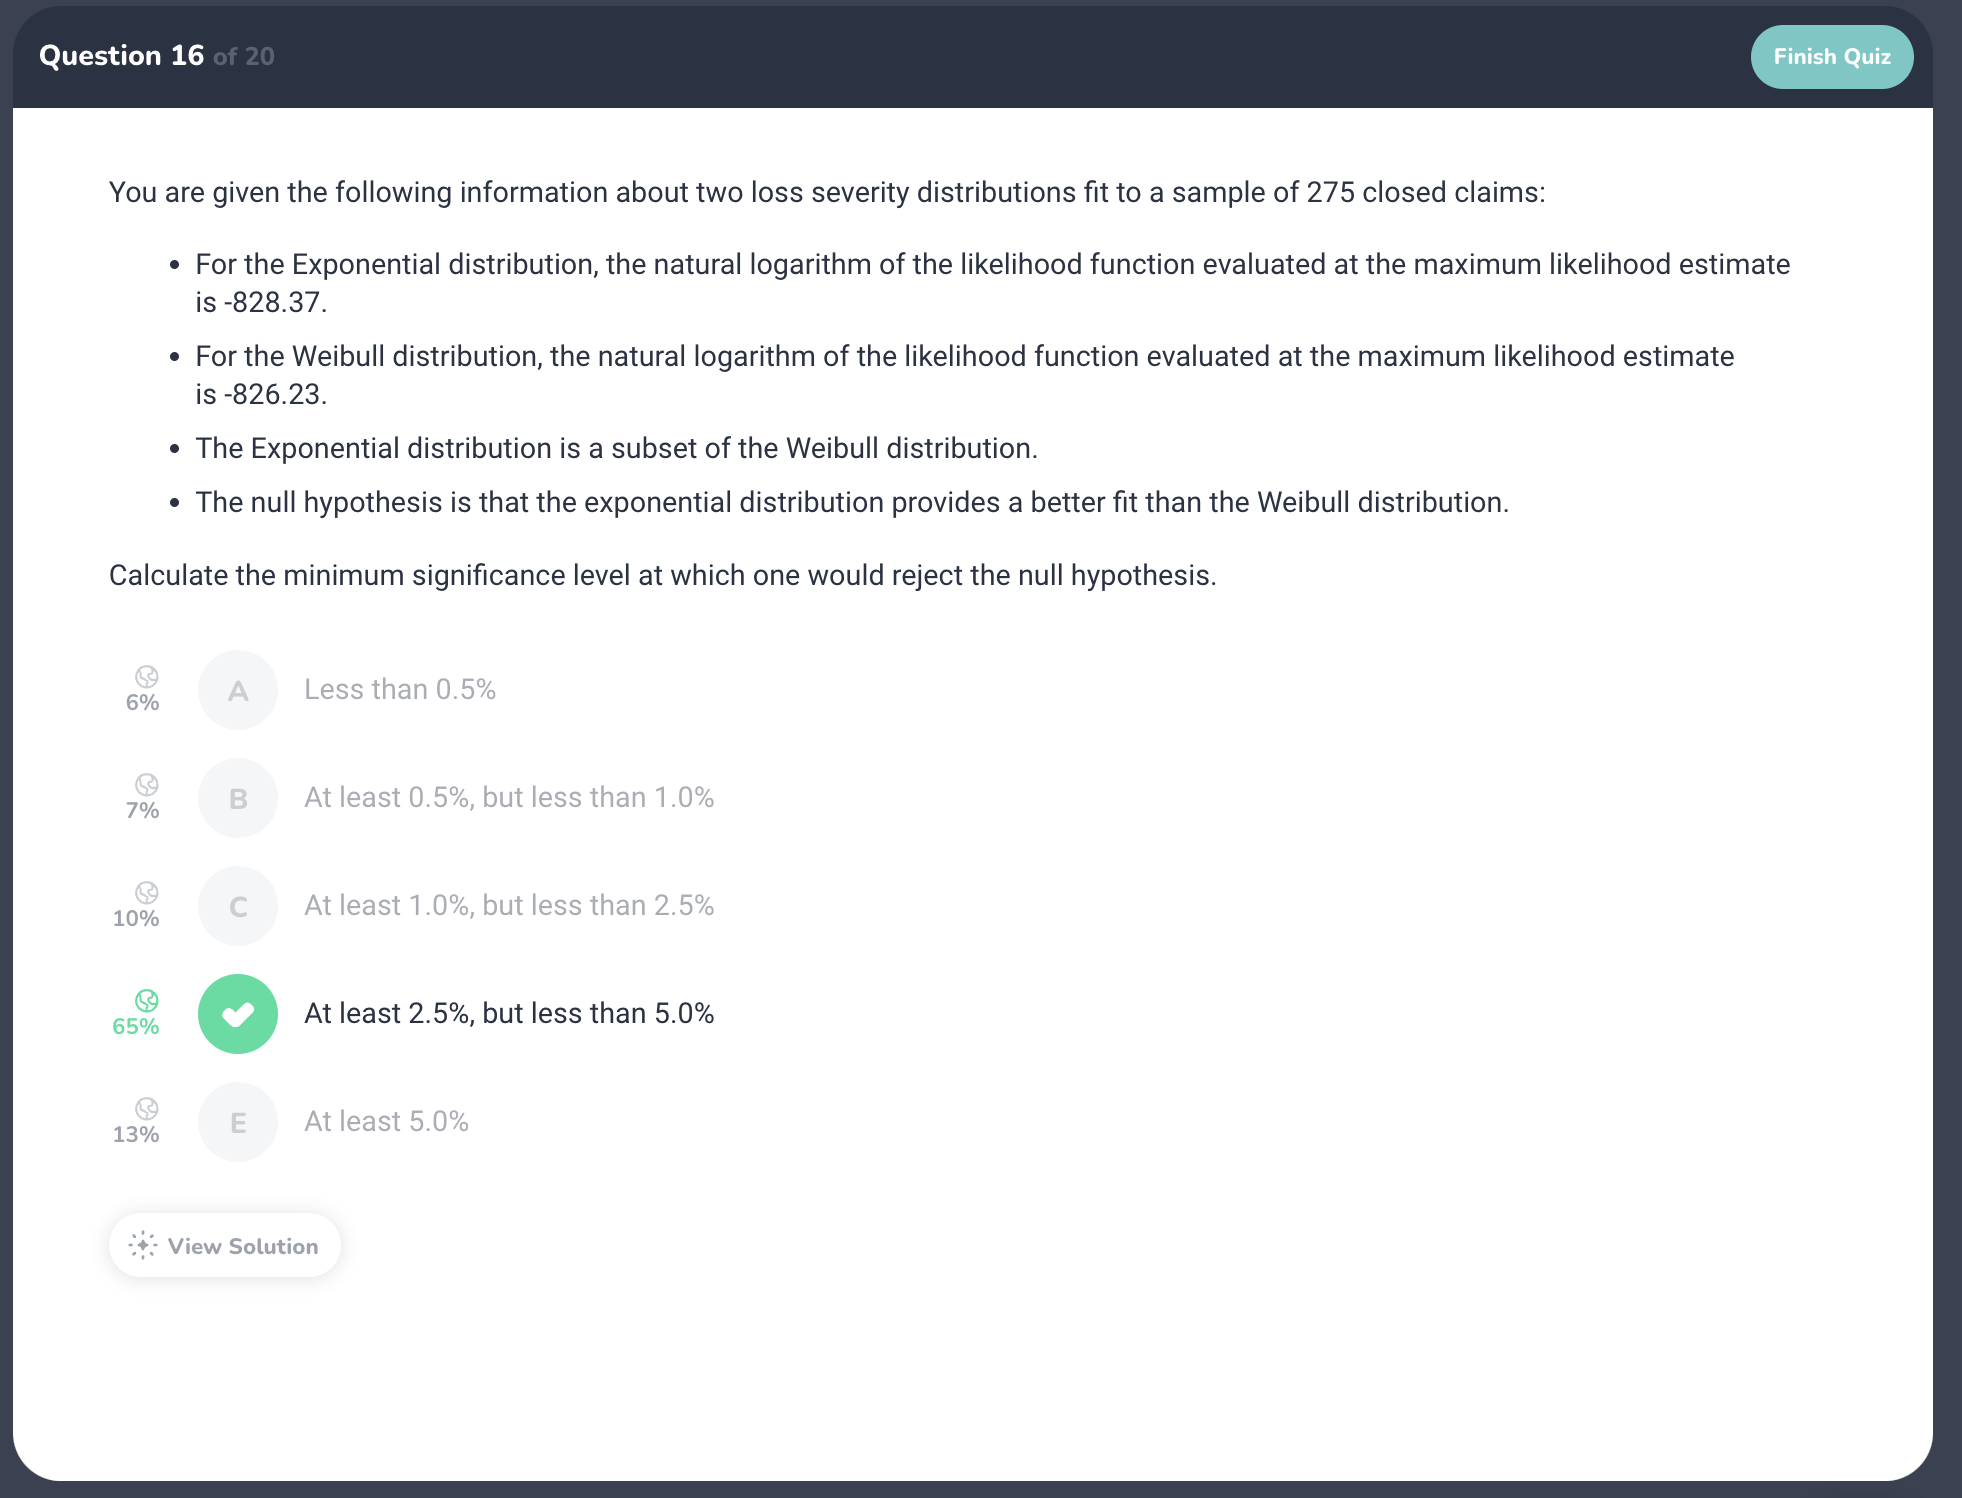 Question 16 of 20
Finish Quiz
You are given the following information about two loss severity distributions fit to a sample of 275 closed claims:
• For the Exponential distribution, the natural logarithm of the likelihood function evaluated at the maximum likelihood estimate
is -828.37.
• For the Weibull distribution, the natural logarithm of the likelihood function evaluated at the maximum likelihood estimate
is -826.23.
• The Exponential distribution is a subset of the Weibull distribution.
• The null hypothesis is that the exponential distribution provides a better fit than the Weibull distribution.
Calculate the minimum significance level at which one would reject the null hypothesis.
6% A Less than 0.5%
7% B At least 0.5%, but less than 1.0%
10% C At least 1.0%, but less than 2.5%
65% At least 2.5%, but less than 5.0%
13% E At least 5.0%
View Solution